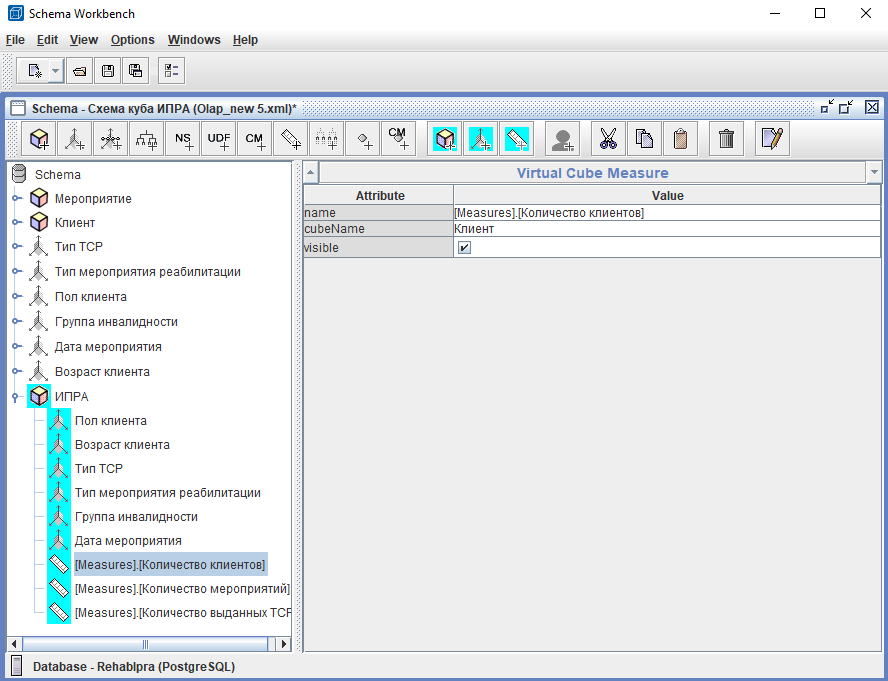 Schema Workbench
File Edit View Options Windows Help
Schema - Схема куба ИПРА (Olap_new 5.xml)*
NS UDF CM CM
Schema
Мероприятие
Клиент
Тип ТСР
Тип мероприятия реабилитации
Пол клиента
Группа инвалидности
Дата мероприятия
Возраст клиента
ИПРА
Пол клиента
Возраст клиента
Тип ТСР
Тип мероприятия реабилитации
Группа инвалидности
Дата мероприятия
[Measures].[Количество клиентов]
[Measures].[Количество мероприятий]
[Measures].[Количество выданных ТСР
Virtual Cube Measure
Attribute Value
name [Measures].[Количество клиентов]
cubeName Клиент
visible
Database - RehabIpra (PostgreSQL)